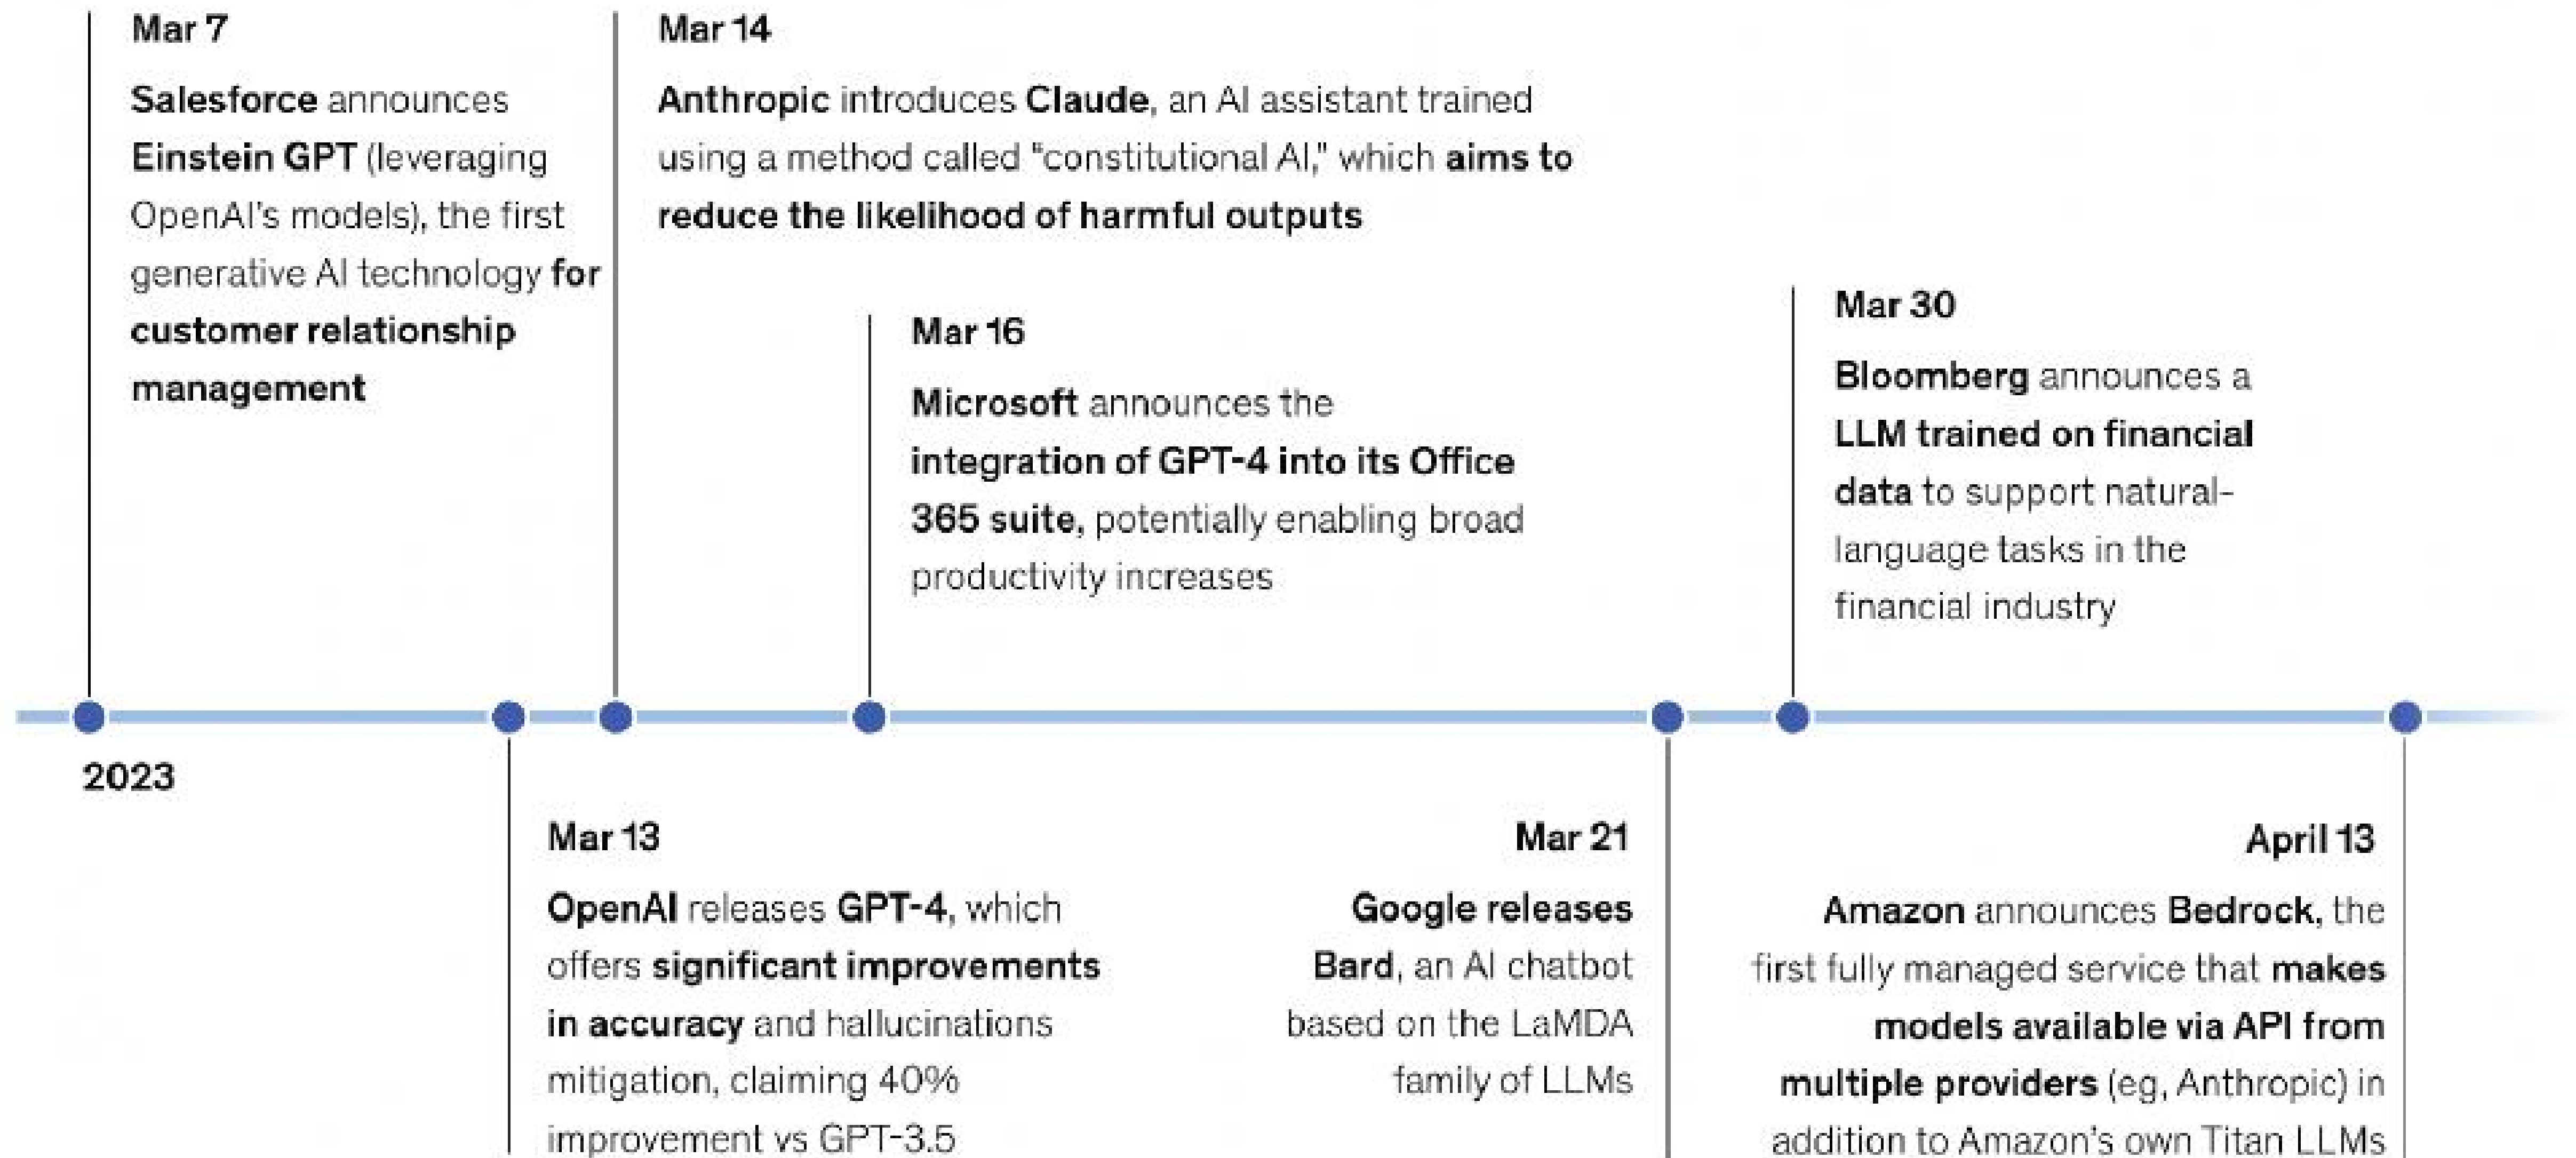 Mar 7
Salesforce announces
Einstein GPT (leveraging
OpenAI's models), the first
generative AI technology for
customer relationship
management
Mar 14
Anthropic introduces Claude, an AI assistant trained
using a method called "constitutional AI," which aims to
reduce the likelihood of harmful outputs
Mar 16
Microsoft announces the
integration of GPT-4 into its Office
365 suite, potentially enabling broad
productivity increases
Mar 30
Bloomberg announces a
LLM trained on financial
data to support natural-
language tasks in the
financial industry
2023
Mar 13
OpenAI releases GPT-4, which
offers significant improvements
in accuracy and hallucinations
mitigation, claiming 40%
improvement vs GPT-3.5
Mar 21
Google releases
Bard, an AI chatbot
based on the LaMDA
family of LLMs
April 13
Amazon announces Bedrock, the
first fully managed service that makes
models available via API from
multiple providers (eg, Anthropic) in
addition to Amazon's own Titan LLMs